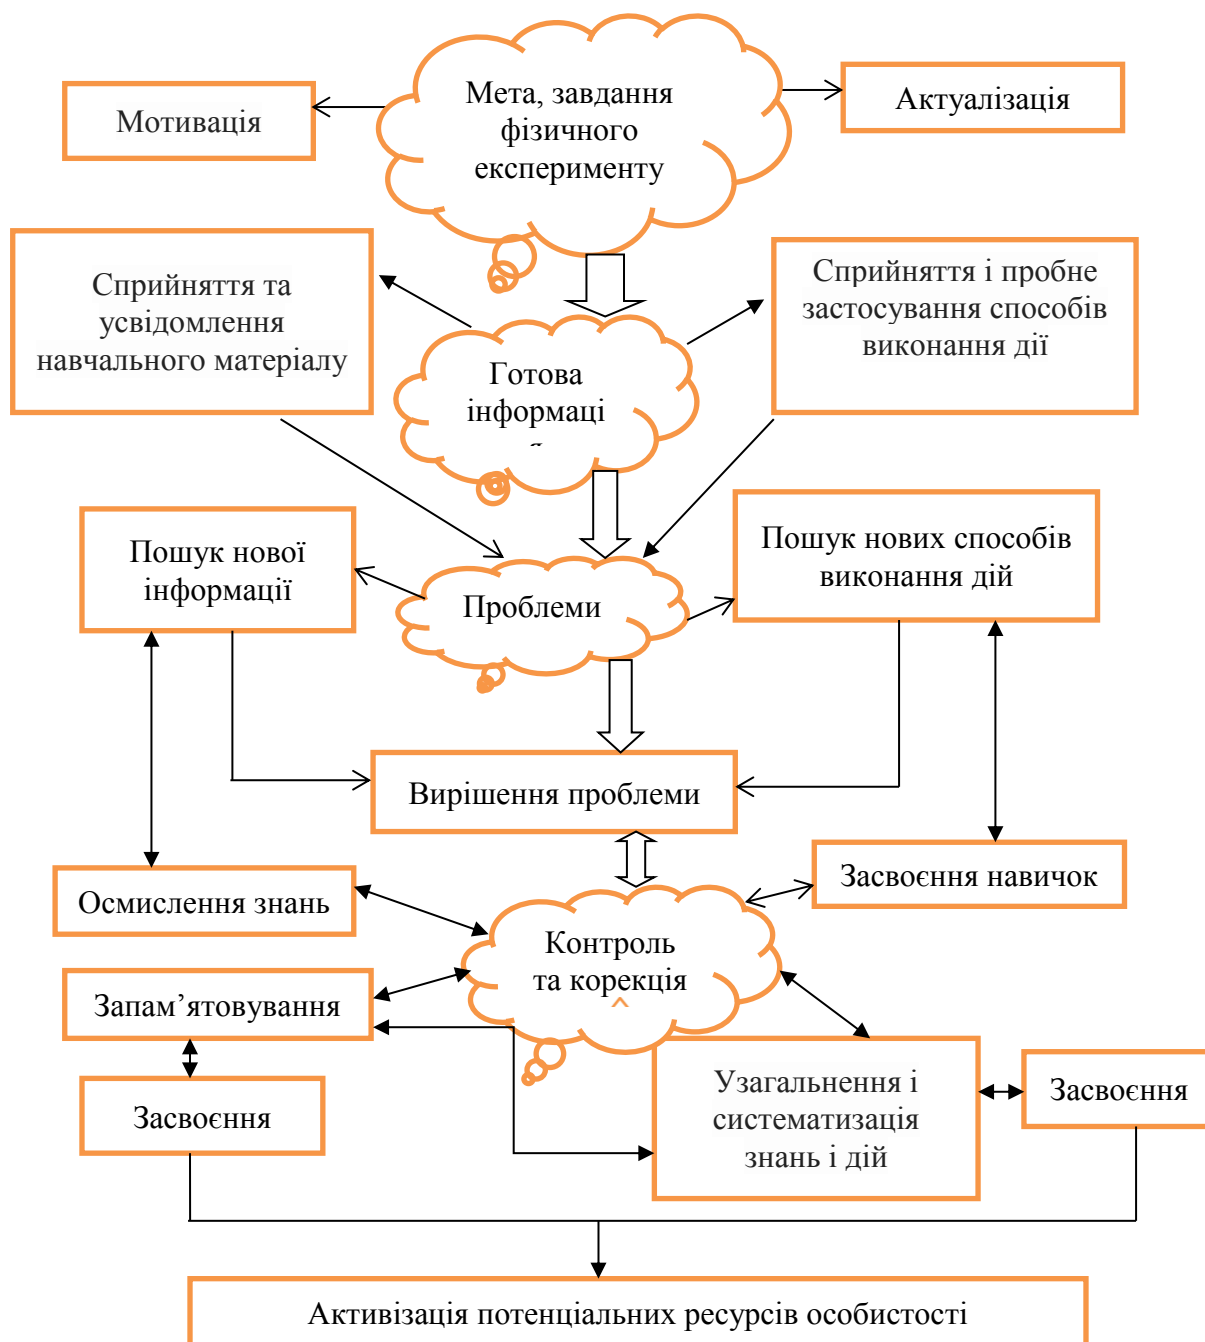 Мета, завдання
фізичного
експерименту
Мотивація
Актуалізація
Сприйняття та
усвідомлення
навчального матеріалу
Сприйняття і пробне
застосування способів
виконання дії
Готова
інформаці
я
Пошук нової
інформації
Проблеми
Пошук нових способів
виконання дій
Вирішення проблеми
Осмислення знань
Засвоєння навичок
Контроль
та корекція
Запам’ятовування
Засвоєння
Узагальнення і
систематизація
знань і дій
Засвоєння
Активізація потенціальних ресурсів особистості